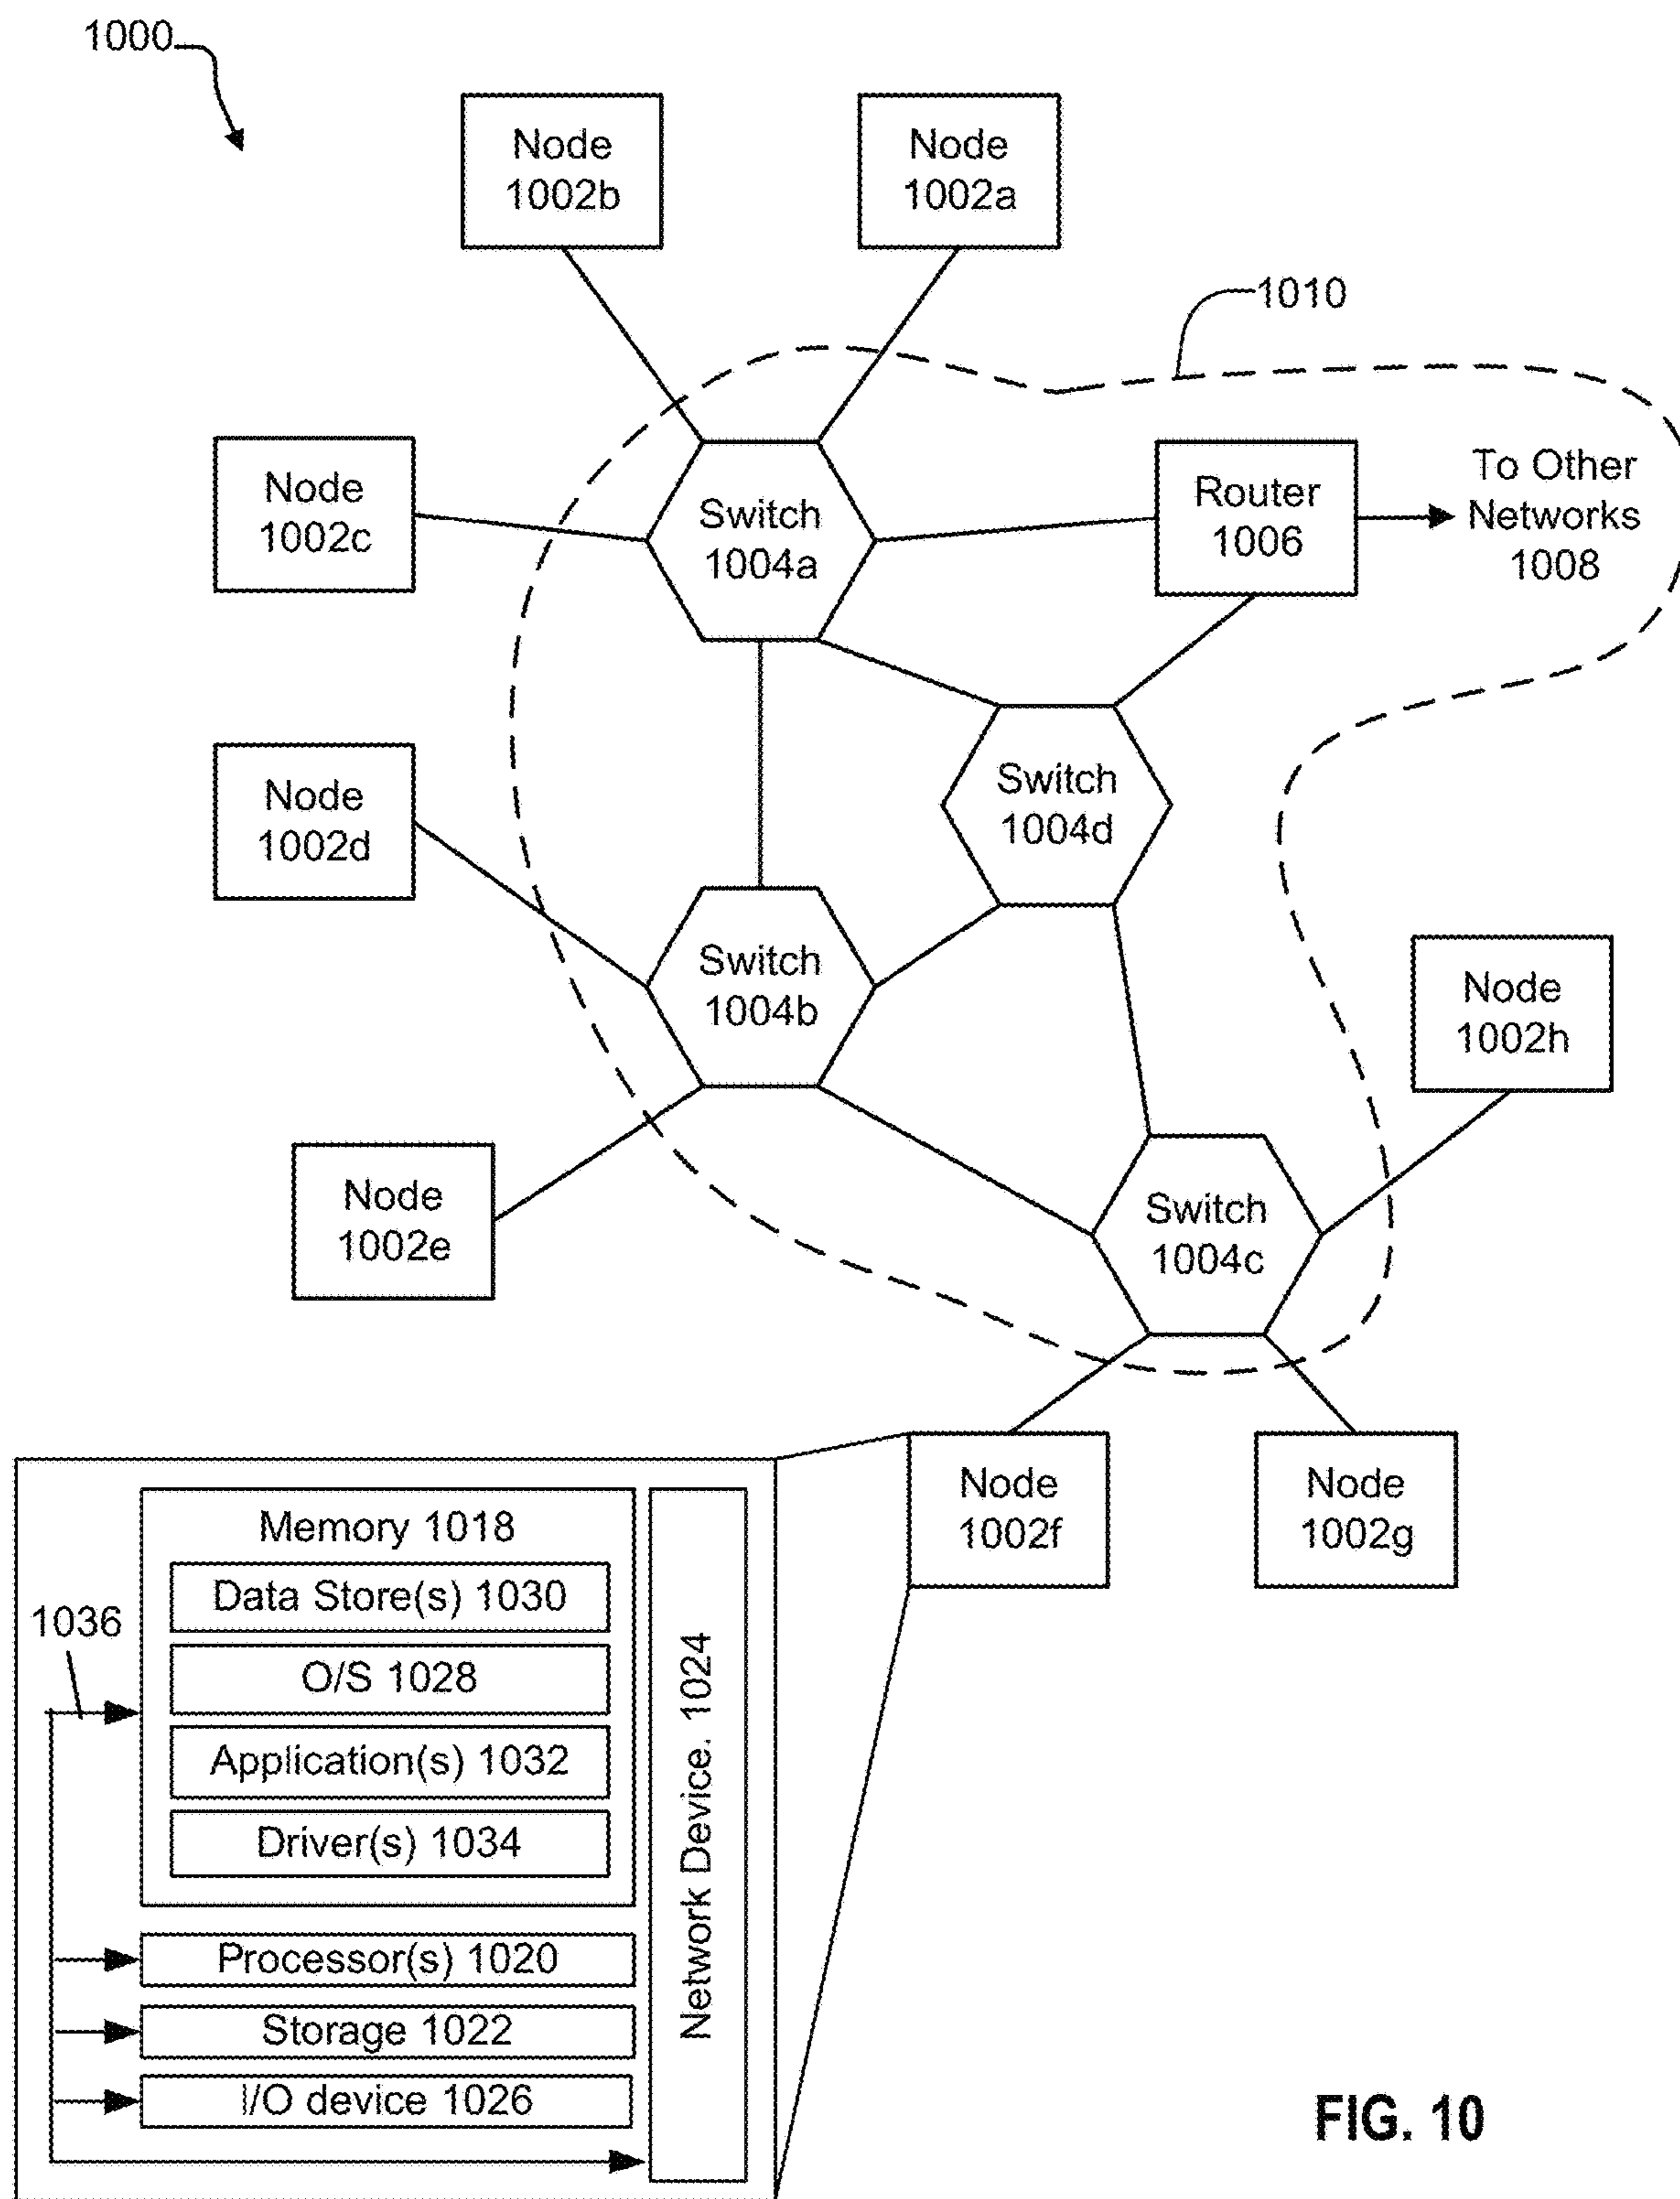 1000
Node
1002b
Node
1002a
1010
Node
1002c
Switch
1004a
Router
1006
To Other
Networks
1008
Node
1002d
Switch
1004d
Switch
1004b
Node
1002h
Node
1002e
Switch
1004c
Node
1002f
Node
1002g
Memory 1018
Data Store(s) 1030
1036
O/S 1028
Application(s) 1032
Driver(s) 1034
Network Device. 1024
Processor(s) 1020
Storage 1022
I/O device 1026
FIG. 10